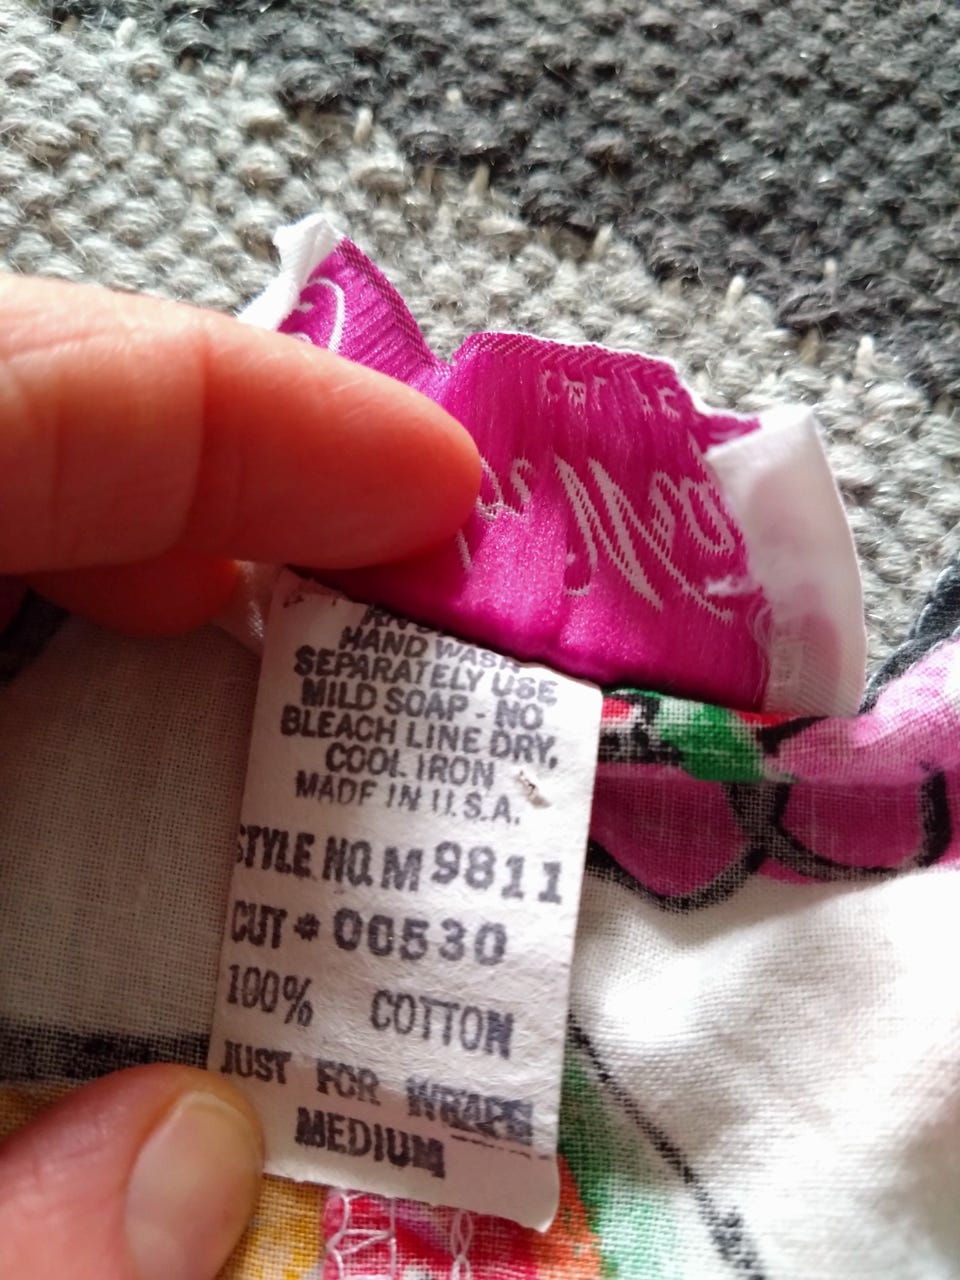 HAND WASH
SEPARATELY USE
MILD SOAP - NO
BLEACH LINE DRY,
COOL IRON
MADE IN U.S.A.
STYLE NO. M 9811
CUT # 00530
100% COTTON
JUST FOR WRAPS
MEDIUM